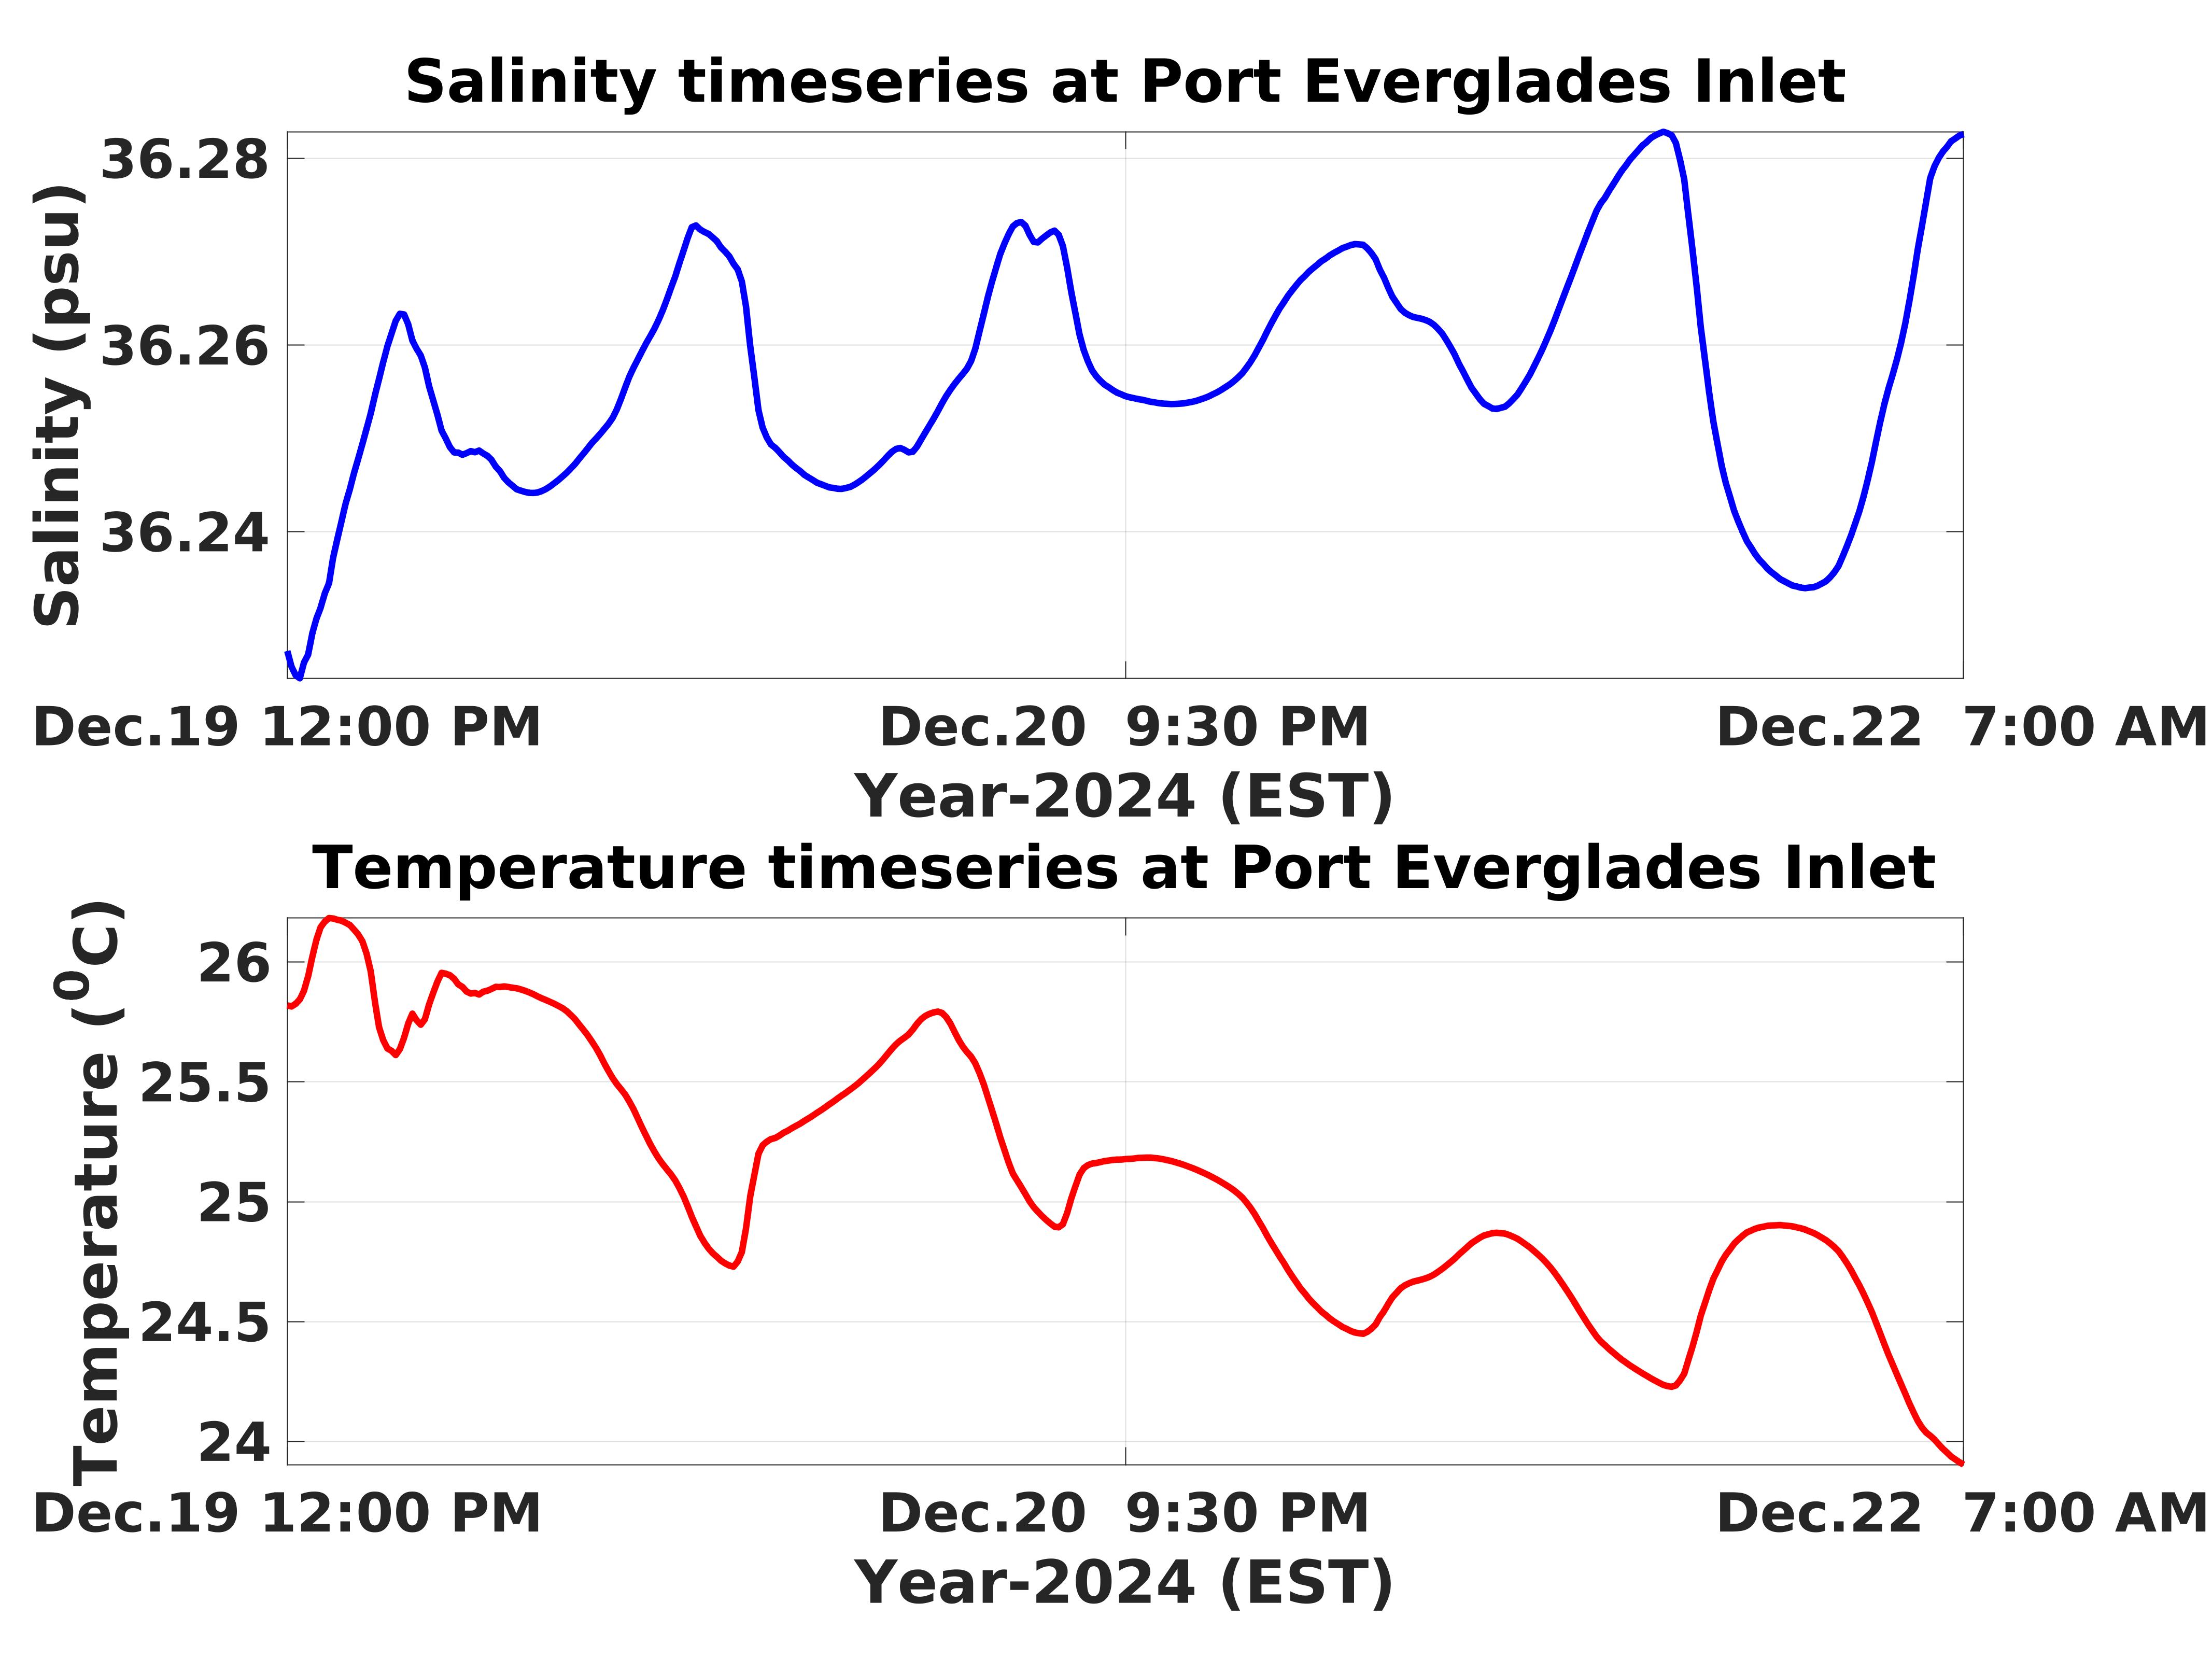 Salinity timeseries at Port Everglades Inlet
Salinity (psu)
36.28
36.26
36.24
Dec.19 12:00 PM Dec.20 9:30 PM Dec.22 7:00 AM
Year-2024 (EST)
Temperature timeseries at Port Everglades Inlet
Temperature (⁰C)
26
25.5
25
24.5
24
Dec.19 12:00 PM Dec.20 9:30 PM Dec.22 7:00 AM
Year-2024 (EST)